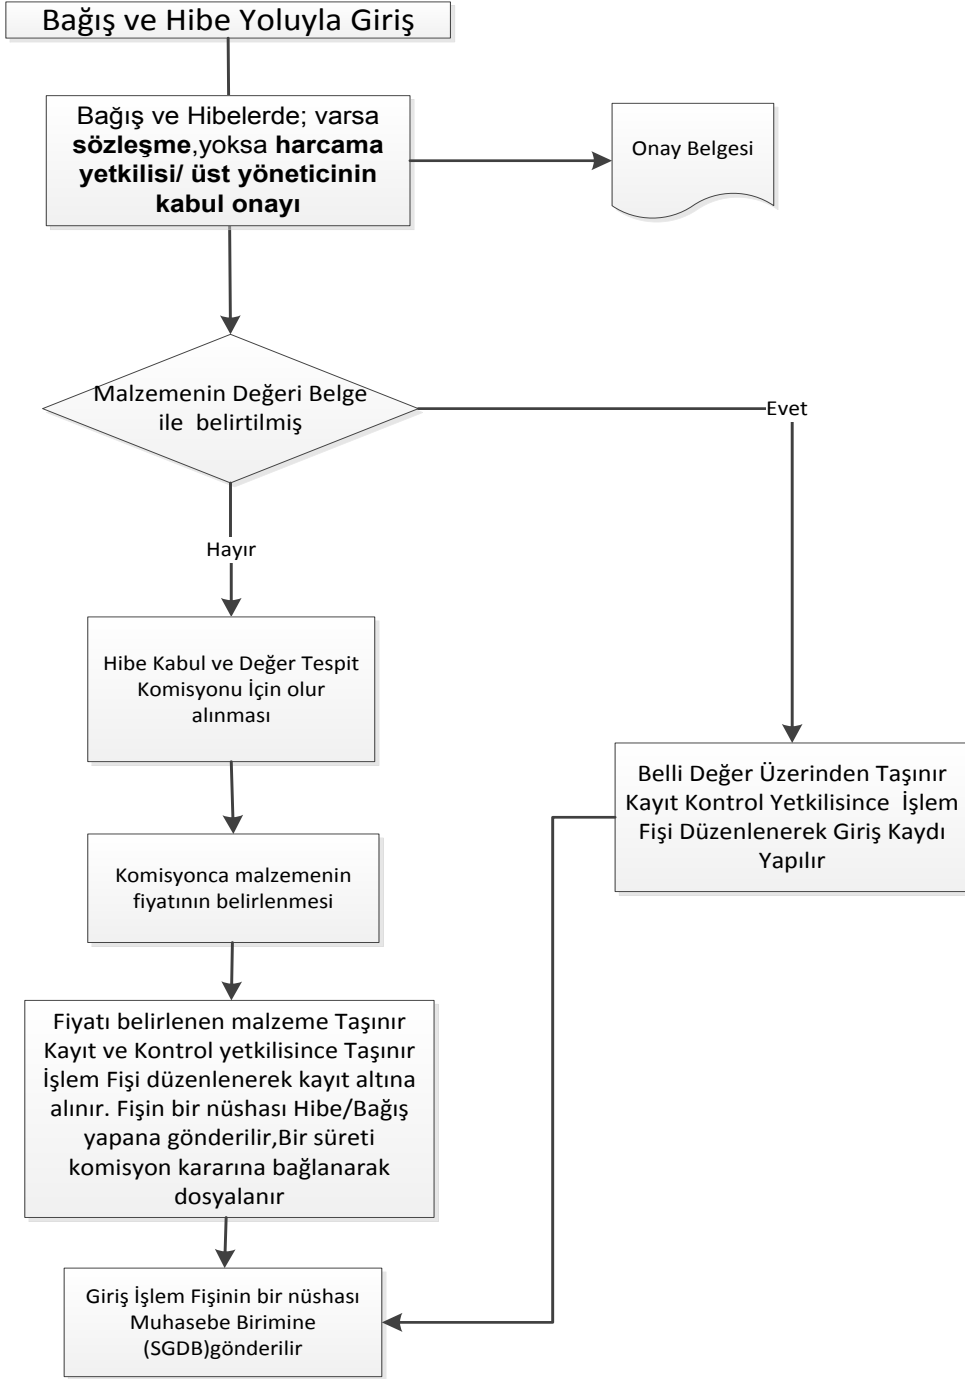 Bağış ve Hibe Yoluyla Giriş
Bağış ve Hibelerde; varsa
sözleşme,yoksa harcama
yetkilisi/ üst yöneticinin
kabul onayı
Onay Belgesi
Malzemenin Değeri Belge
ile belirtilmiş
Evet
Hayır
Hibe Kabul ve Değer Tespit
Komisyonu İçin olur
alınması
Belli Değer Üzerinden Taşınır
Kayıt Kontrol Yetkilisince İşlem
Fişi Düzenlenerek Giriş Kaydı
Yapılır
Komisyonca malzemenin
fiyatının belirlenmesi
Fiyatı belirlenen malzeme Taşınır
Kayıt ve Kontrol yetkilisince Taşınır
İşlem Fişi düzenlenerek kayıt altına
alınır. Fişin bir nüshası Hibe/Bağış
yapana gönderilir,Bir süreti
komisyon kararına bağlanarak
dosyalanır
Giriş İşlem Fişinin bir nüshası
Muhasebe Birimine
(SGDB)gönderilir